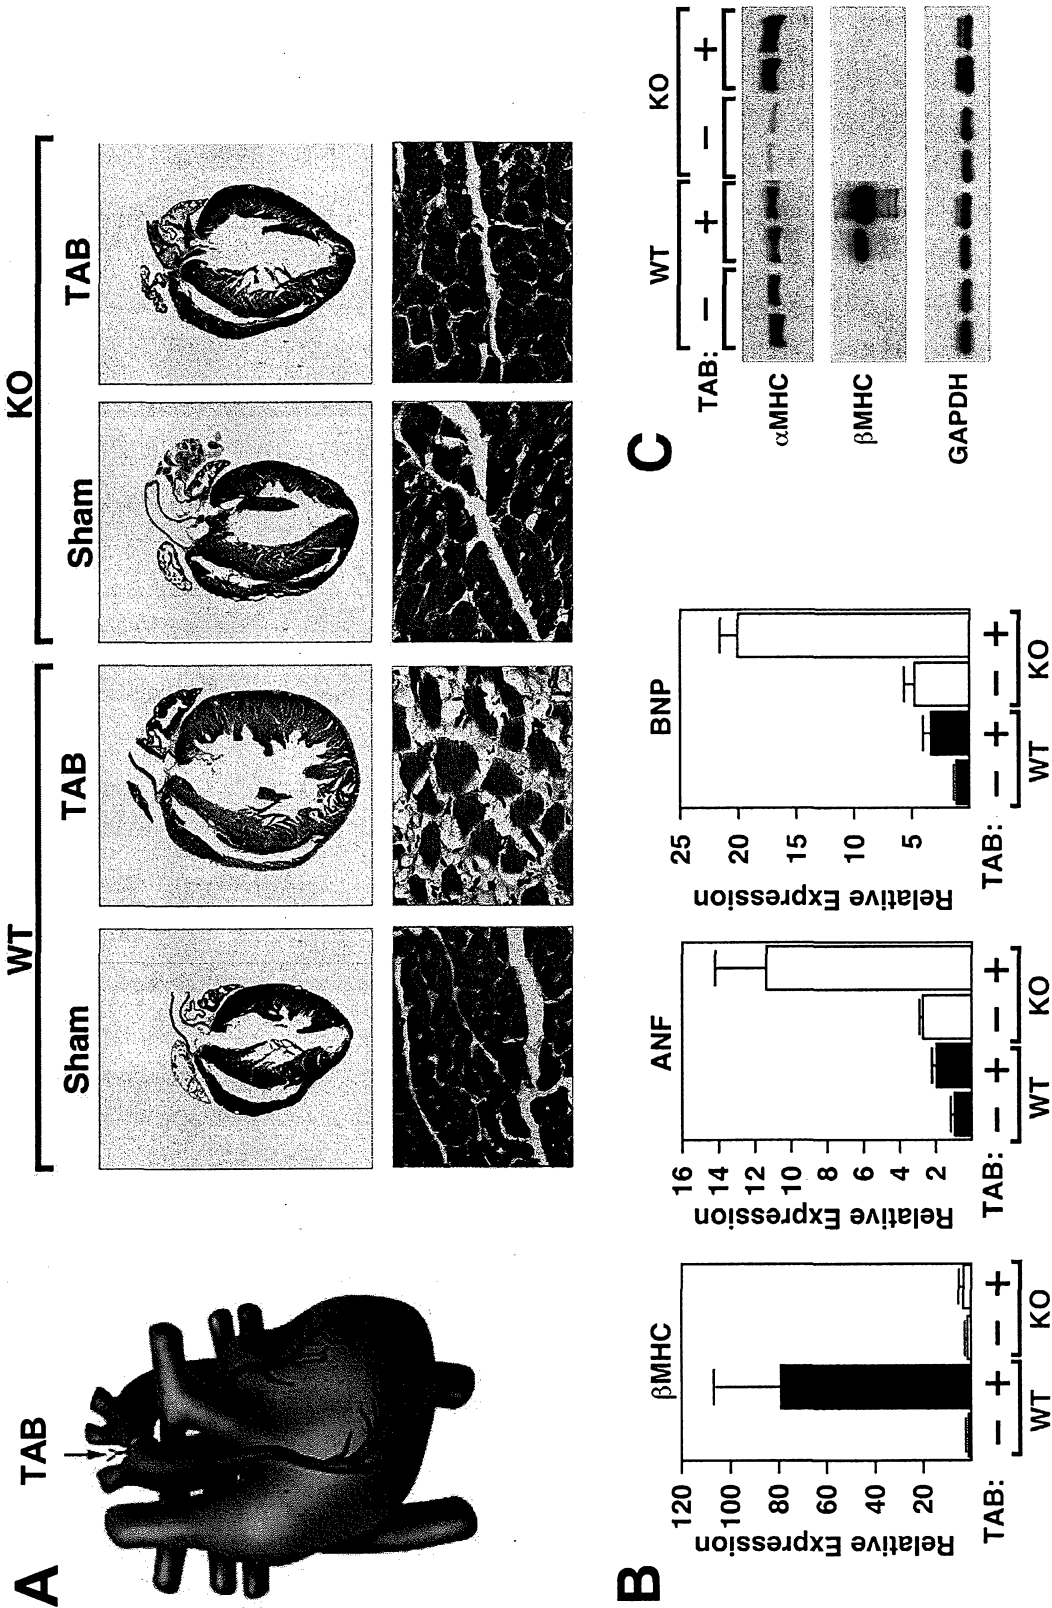 A
TAB
WT
KO
Sham
TAB
Sham
TAB
B
βMHC
Relative Expression
120
100
80
60
40
20
TAB:
− + − +
WT KO
ANF
Relative Expression
16
14
12
10
8
6
4
2
TAB:
− + − +
WT KO
BNP
Relative Expression
25
20
15
10
5
TAB:
− + − +
WT KO
C
WT KO
TAB: − + − +
αMHC
βMHC
GAPDH